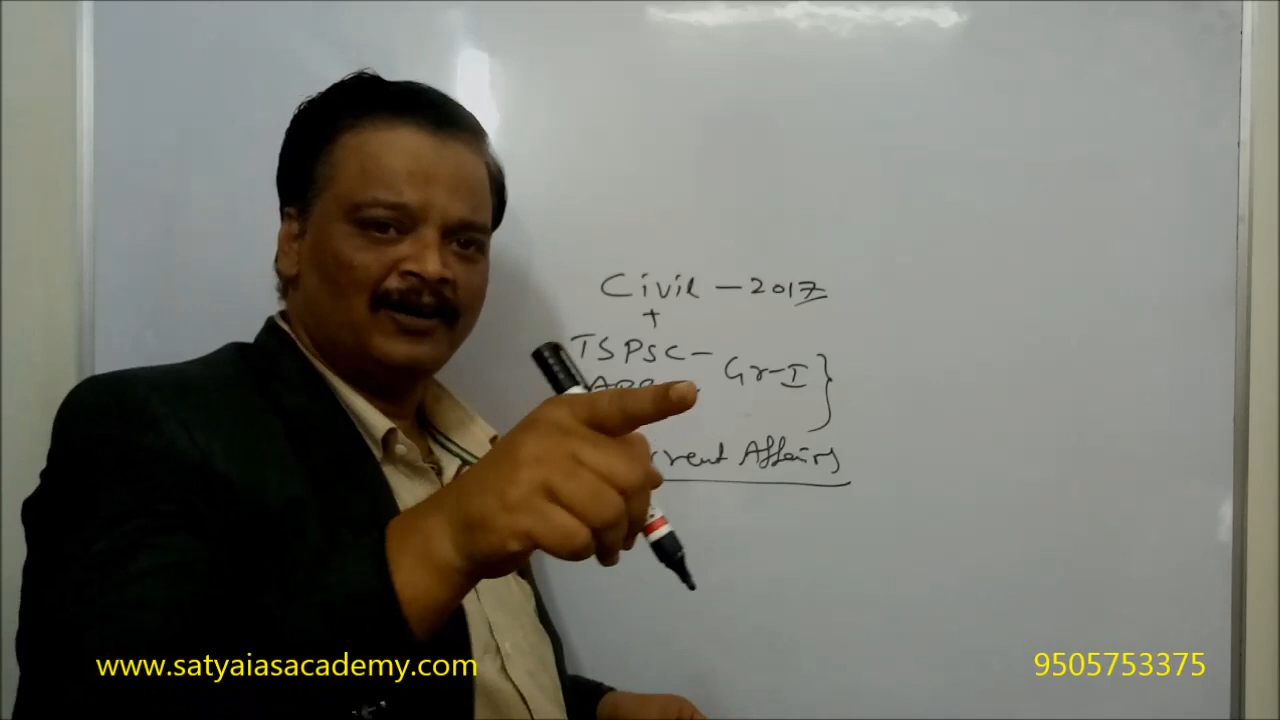 Civil - 2017
+
TSPSC - Gr-I }
Affairs
www.satyaiasacademy.com
9505753375